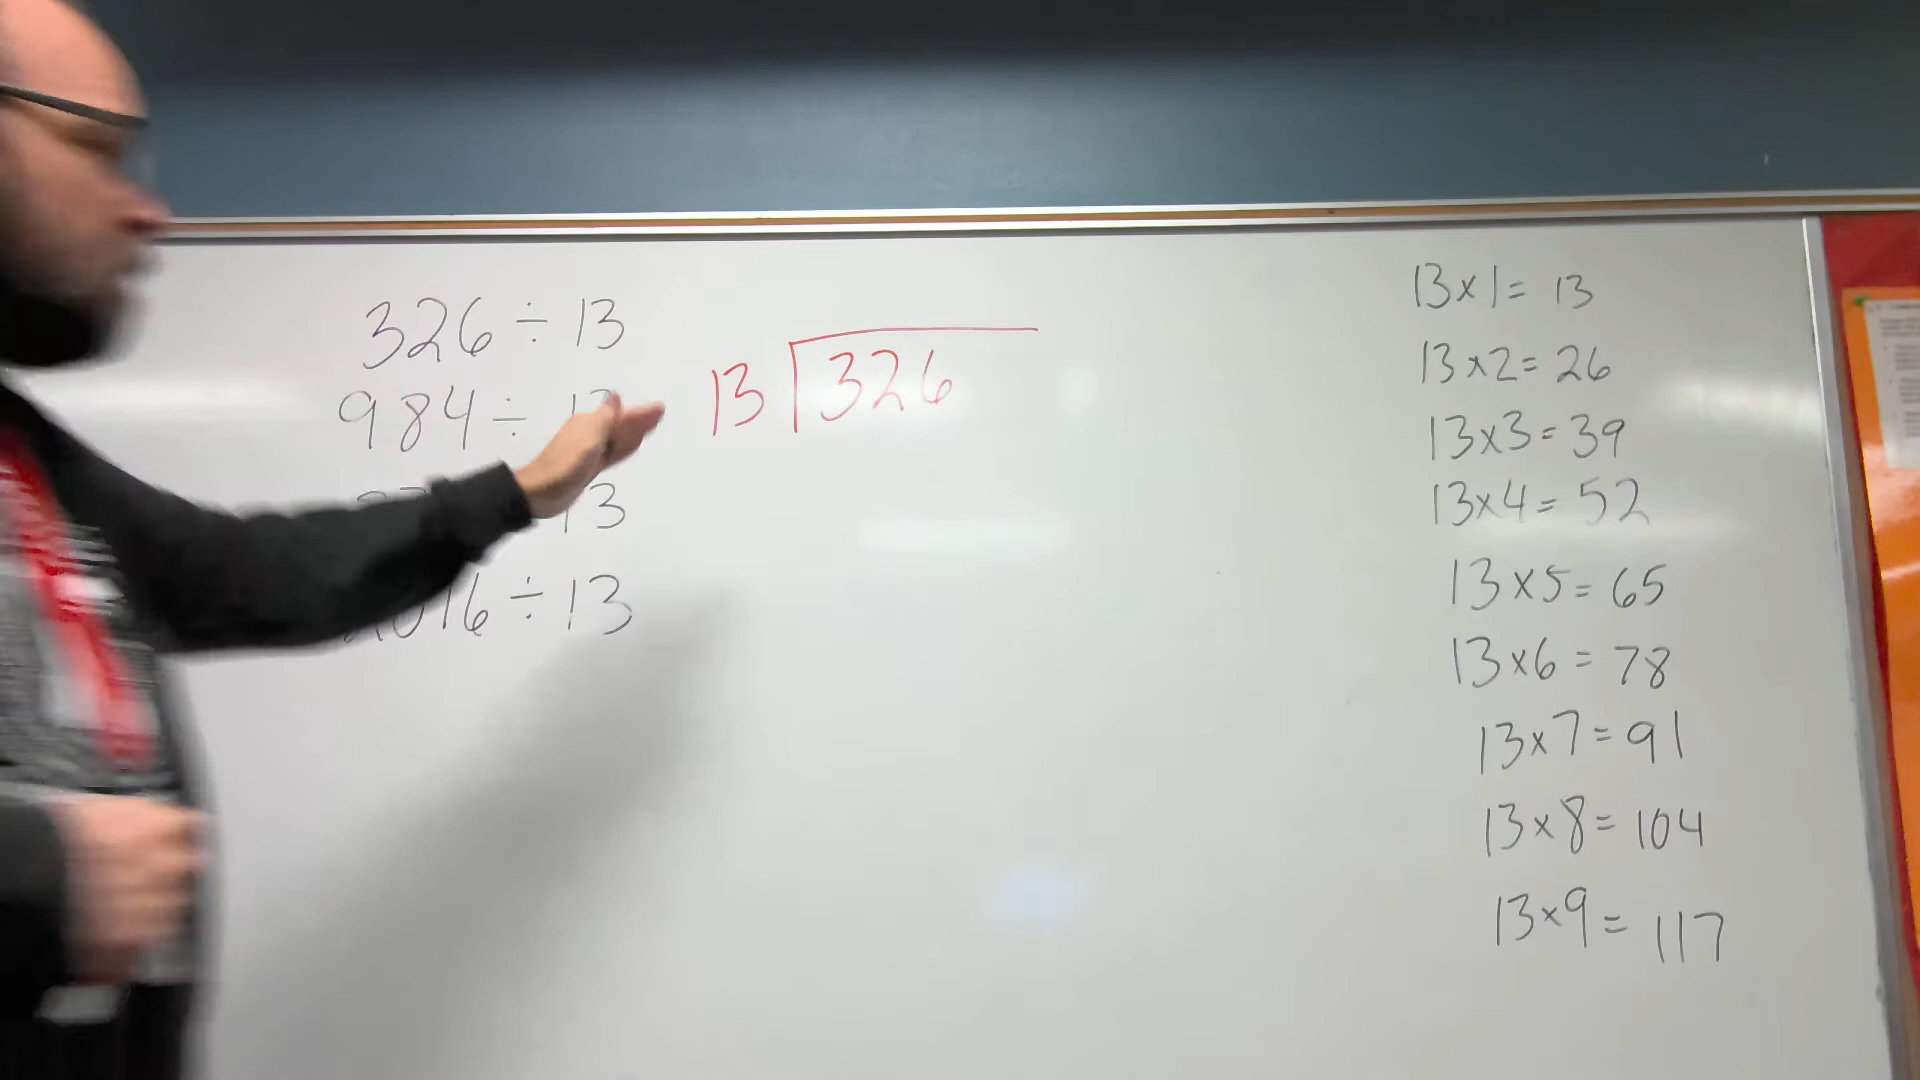 326 ÷ 13
984 ÷
13
16 ÷ 13
13 326
13 x 1 = 13
13 x 2 = 26
13 x 3 = 39
13 x 4 = 52
13 x 5 = 65
13 x 6 = 78
13 x 7 = 91
13 x 8 = 104
13 x 9 = 117